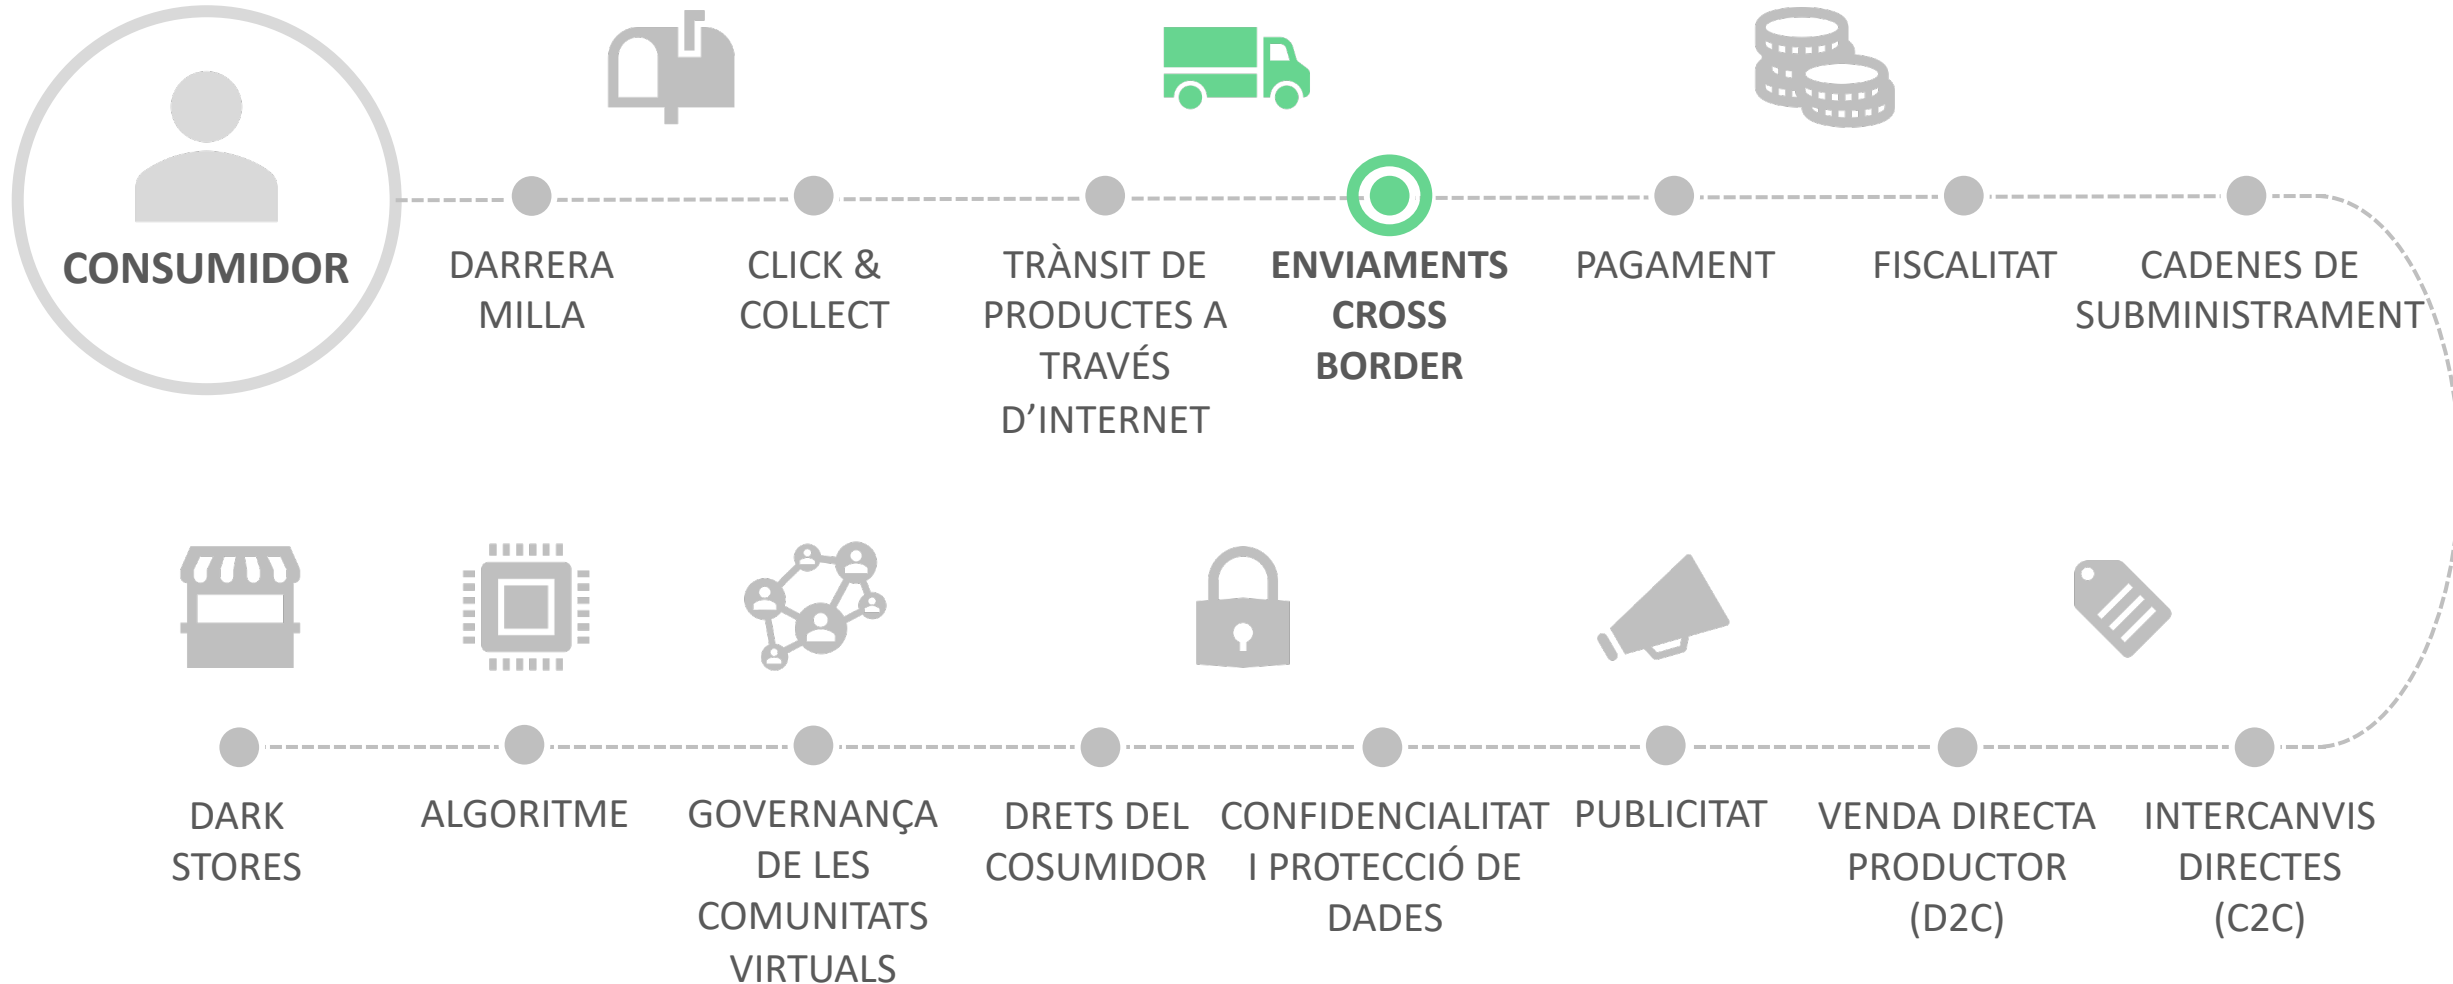 CONSUMIDOR
DARRERA
MILLA
CLICK &
COLLECT
TRÀNSIT DE
PRODUCTES A
TRAVÉS
D’INTERNET
ENVIAMENTS
CROSS
BORDER
PAGAMENT
FISCALITAT
CADENES DE
SUBMINISTRAMENT
DARK
STORES
ALGORITME
GOVERNANÇA
DE LES
COMUNITATS
VIRTUALS
DRETS DEL
COSUMIDOR
CONFIDENCIALITAT
I PROTECCIÓ DE
DADES
PUBLICITAT
VENDA DIRECTA
PRODUCTOR
(D2C)
INTERCANVIS
DIRECTES
(C2C)